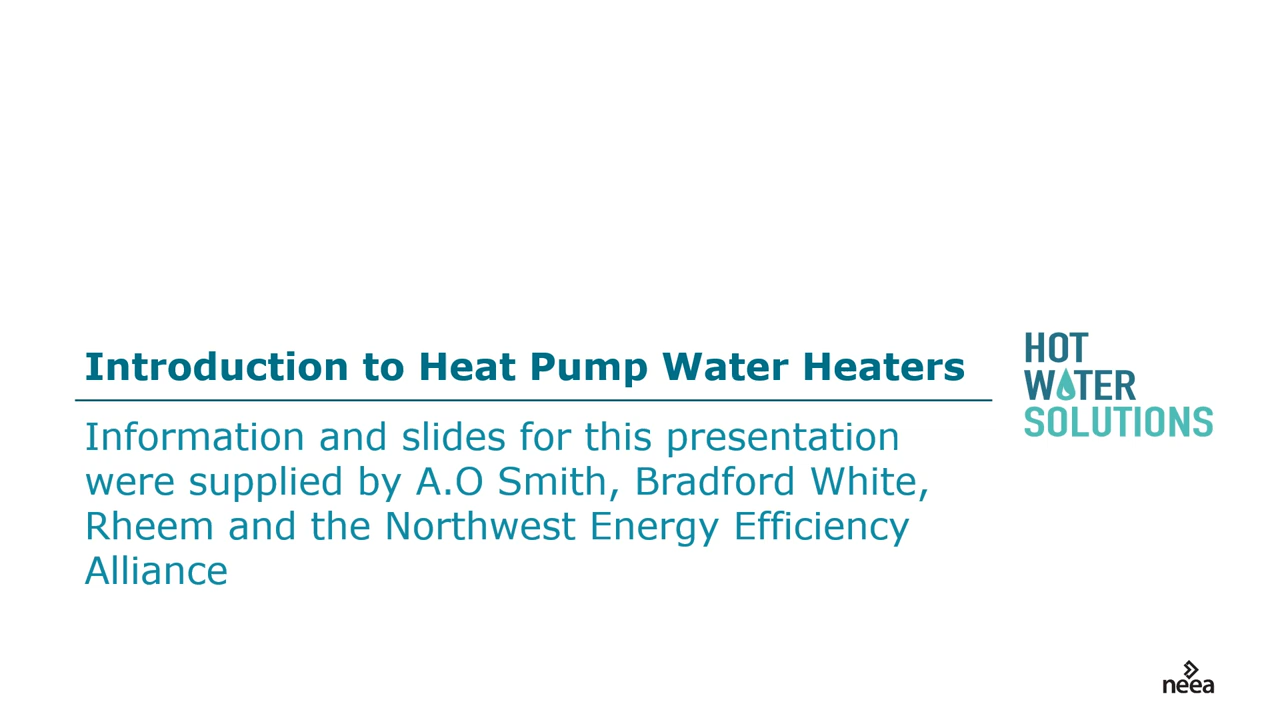 Introduction to Heat Pump Water Heaters
Information and slides for this presentation
were supplied by A.O Smith, Bradford White,
Rheem and the Northwest Energy Efficiency
Alliance
HOT
WATER
SOLUTIONS
neea